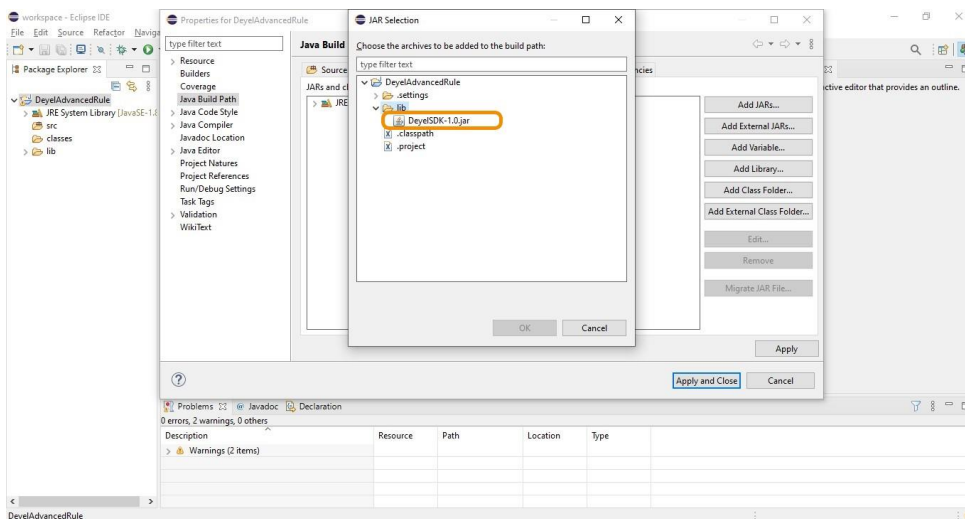 workspace - Eclipse IDE
File Edit Source Refactor Naviga
Package Explorer
DeyelAdvancedRule
JRE System Library [JavaSE-1.8
src
classes
lib
Properties for DeyelAdvancedRule
type filter text
Resource
Builders
Coverage
Java Build Path
Java Code Style
Java Compiler
Javadoc Location
Java Editor
Project Natures
Project References
Run/Debug Settings
Task Tags
Validation
WikiText
Java Build
Source
JARs and cl
JRE
JAR Selection
Choose the archives to be added to the build path:
type filter text
DeyelAdvancedRule
.settings
lib
DeyelSDK-1.0.jar
.classpath
.project
OK Cancel
ncies
Add JARs...
Add External JARs...
Add Variable...
Add Library...
Add Class Folder...
Add External Class Folder...
Edit...
Remove
Migrate JAR File...
Apply
Apply and Close Cancel
ctive editor that provides an outline.
Problems @ Javadoc Declaration
0 errors, 2 warnings, 0 others
Description Resource Path Location Type
Warnings (2 items)
DeyelAdvancedRule